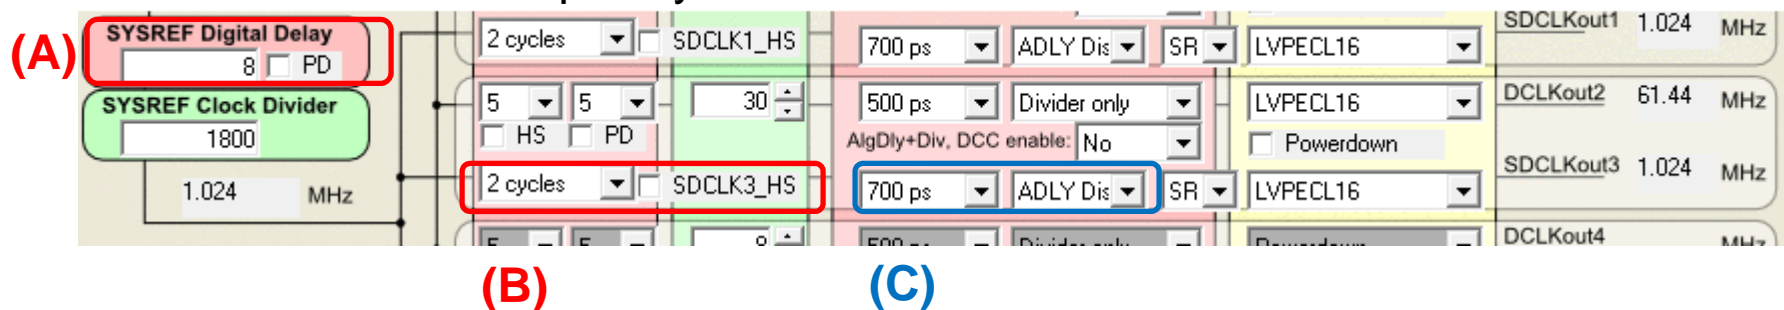 (A)
SYSREF Digital Delay
8 PD
SYSREF Clock Divider
1800
1.024 MHz
2 cycles SDCLK1_HS 700 ps ADLY Dis SR LVPECL16 SDCLKout1 1.024 MHz
5 5 30 500 ps Divider only LVPECL16 DCLKout2 61.44 MHz
HS PD AlgDly+Div, DCC enable: No Powerdown
2 cycles SDCLK3_HS 700 ps ADLY Dis SR LVPECL16 SDCLKout3 1.024 MHz
DCLKout4
(B) (C)